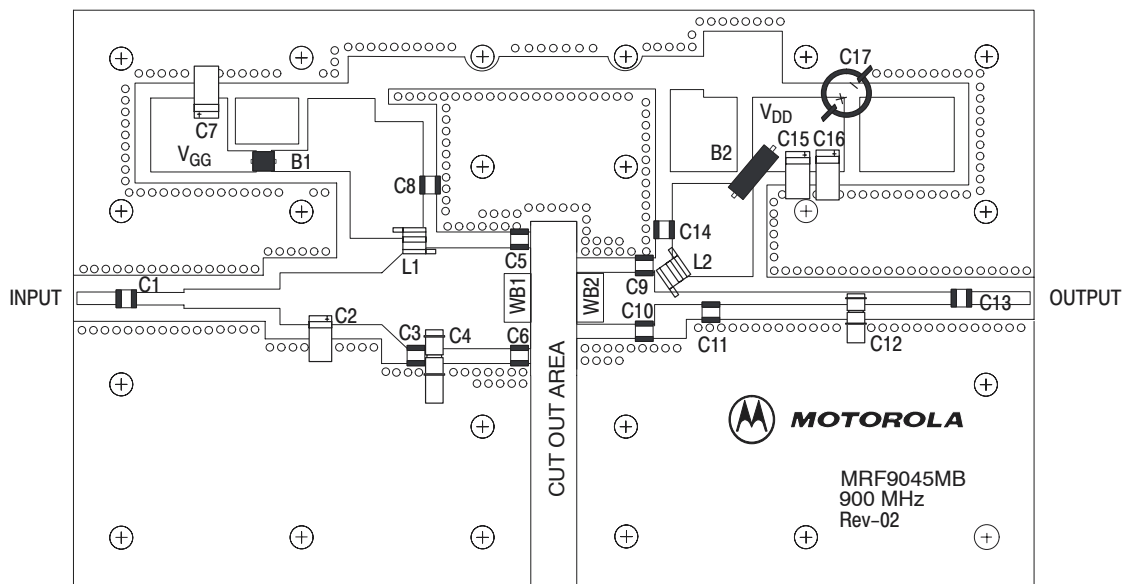 C17
C7
VDD
VGG
B1
B2
C15
C16
C8
C14
L1
C5
C9
L2
INPUT
C1
WB1
WB2
C13
OUTPUT
C2
C3
C4
C6
C10
C11
C12
CUT OUT AREA
MOTOROLA
MRF9045MB
900 MHz
Rev−02